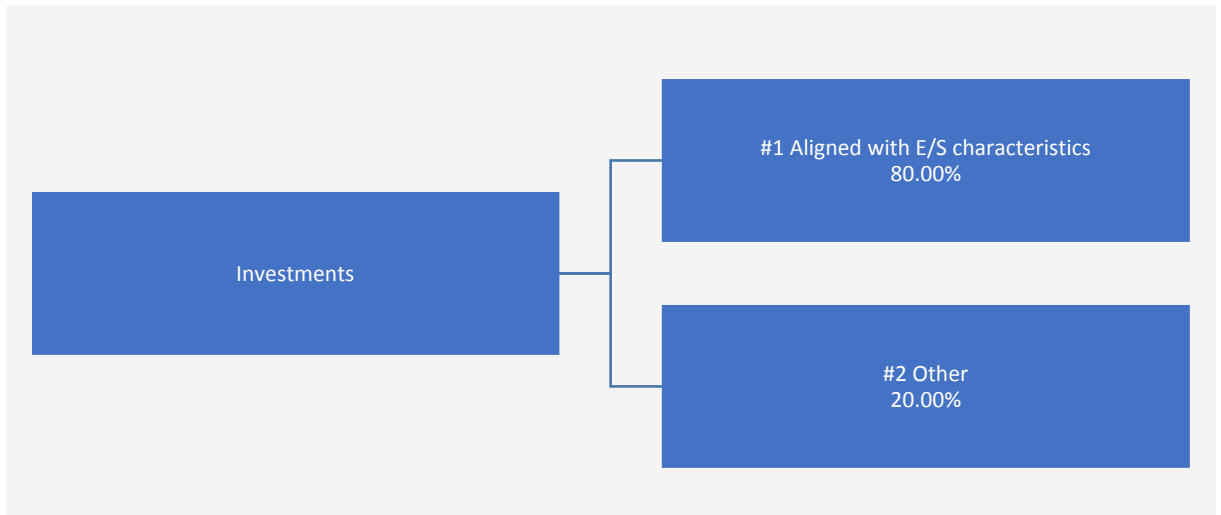 Investments
#1 Aligned with E/S characteristics
80.00%
#2 Other
20.00%